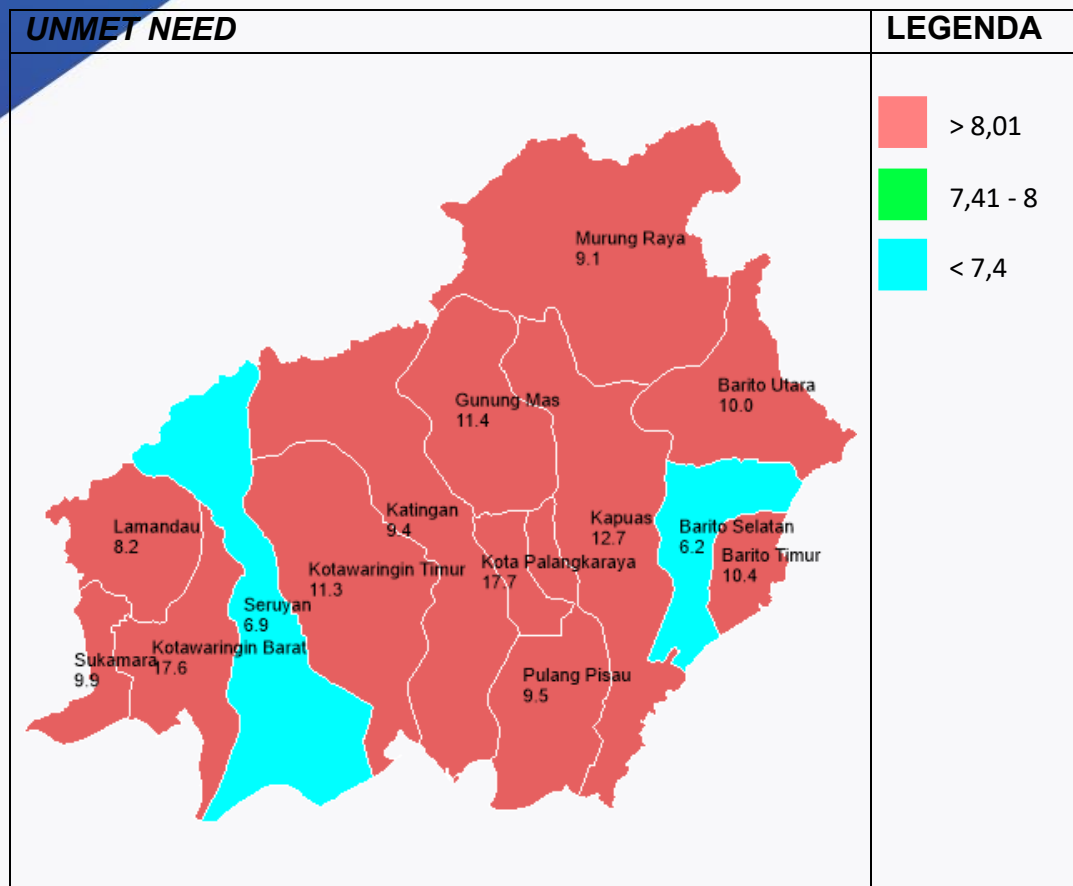 UNMET NEED
LEGENDA
> 8,01
7,41 - 8
< 7,4
Murung Raya
9.1
Barito Utara
10.0
Gunung Mas
11.4
Katingan
9.4
Kapuas
12.7
Lamandau
8.2
Barito Selatan
6.2
Barito Timur
10.4
Kotawaringin Timur
11.3
Kota Palangkaraya
17.7
Seruyan
6.9
Kotawaringin Barat
17.6
Sukamara
9.9
Pulang Pisau
9.5